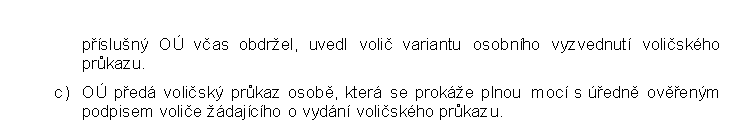 příslušný OÚ včas obdržel, uvedl volič variantu osobního vyzvednutí voličského
průkazu.
c) OÚ předá voličský průkaz osobě, která se prokáže plnou mocí s úředně ověřeným
podpisem voliče žádajícího o vydání voličského průkazu.